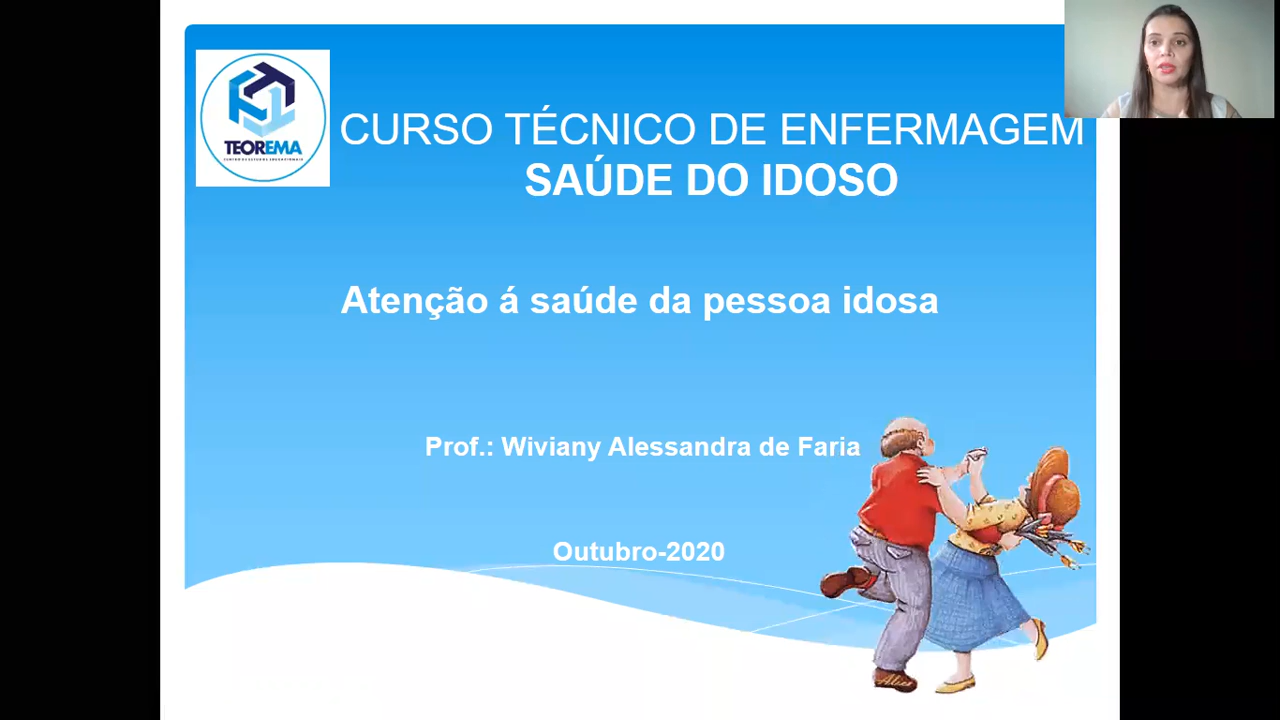 CURSO TÉCNICO DE ENFERMAGEM
SAÚDE DO IDOSO
TEOREMA
Atenção á saúde da pessoa idosa
Prof.: Wiviany Alessandra de Faria
Outubro-2020